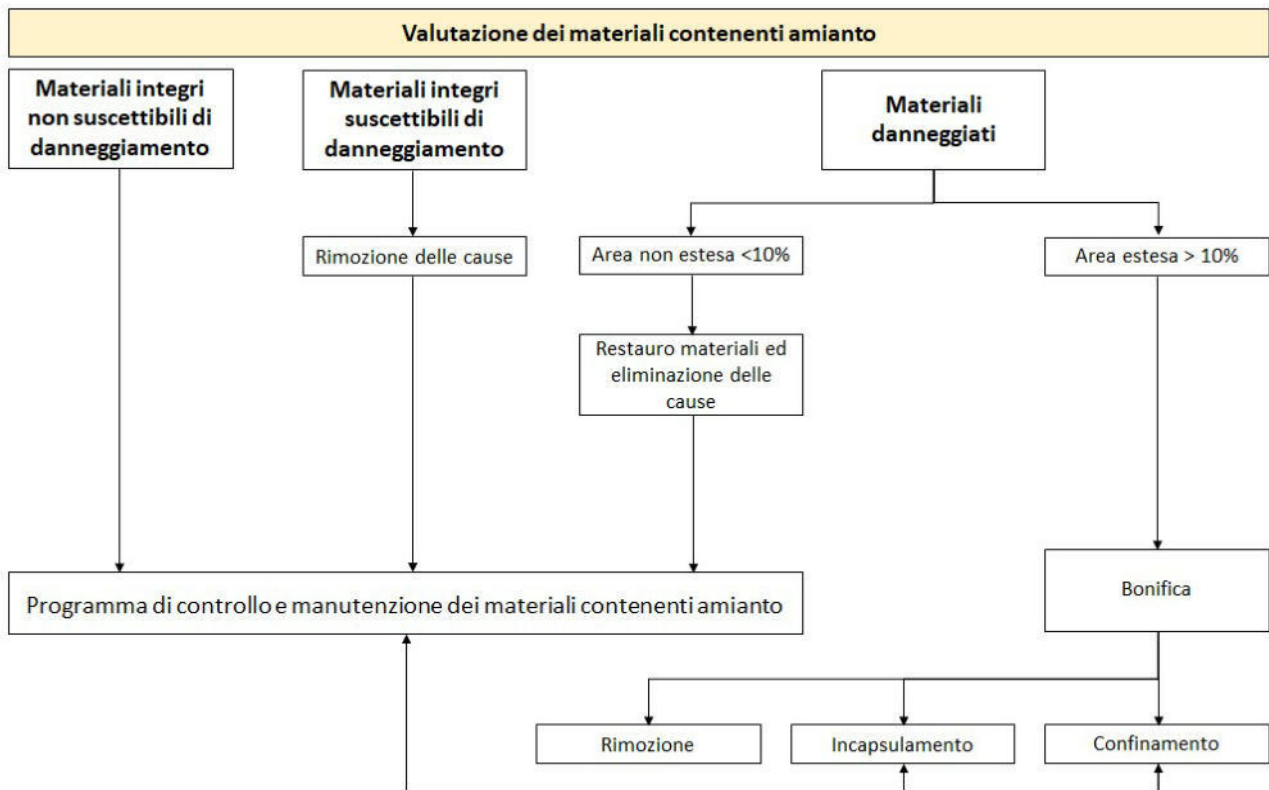 Valutazione dei materiali contenenti amianto
Materiali integri
non suscettibili di
danneggiamento
Materiali integri
suscettibili di
danneggiamento
Materiali
danneggiati
Rimozione delle cause
Area non estesa <10%
Area estesa > 10%
Restauro materiali ed
eliminazione delle
cause
Programma di controllo e manutenzione dei materiali contenenti amianto
Bonifica
Rimozione
Incapsulamento
Confinamento